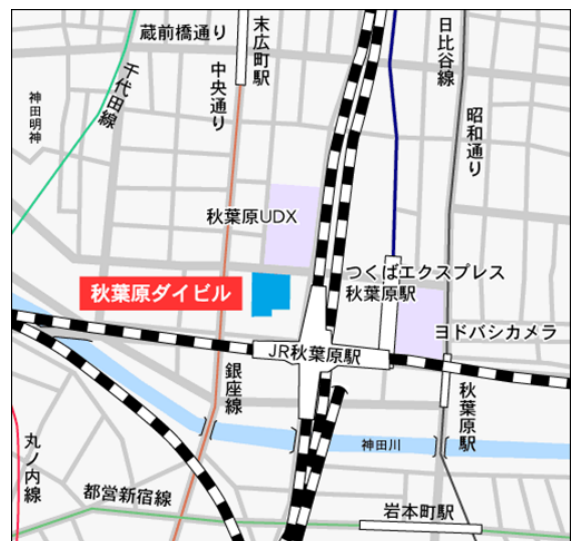 蔵前橋通り
末広町駅
日比谷線
千代田線
中央通り
神田明神
昭和通り
秋葉原UDX
つくばエクスプレス
秋葉原駅
秋葉原ダイビル
ヨドバシカメラ
JR秋葉原駅
銀座線
秋葉原駅
丸ノ内線
神田川
都営新宿線
岩本町駅